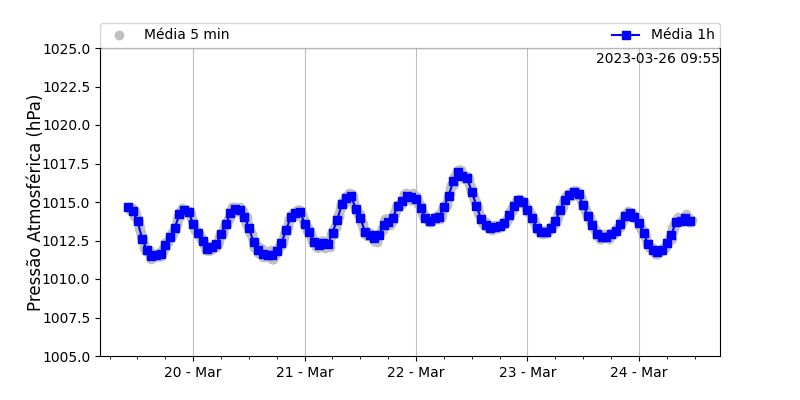 Média 5 min
Média 1h
2023-03-26 09:55
Pressão Atmosférica (hPa)
1025.0
1022.5
1020.0
1017.5
1015.0
1012.5
1010.0
1007.5
1005.0
20 - Mar
21 - Mar
22 - Mar
23 - Mar
24 - Mar